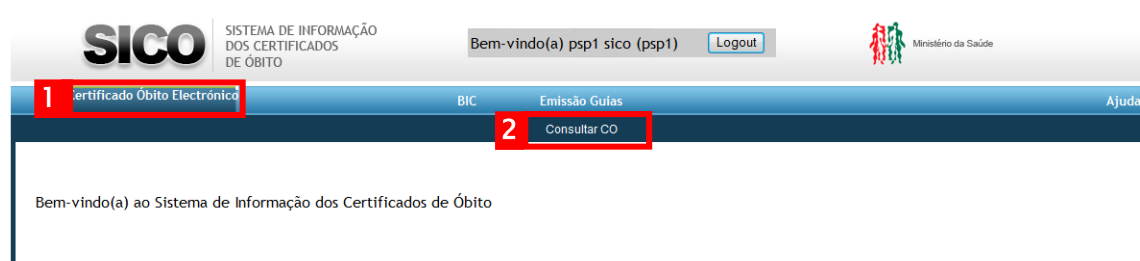 SICO
SISTEMA DE INFORMAÇÃO
DOS CERTIFICADOS
DE ÓBITO
Bem-vindo(a) psp1 sico (psp1) Logout
Ministério da Saúde
1 Certificado Óbito Electrónico BIC Emissão Guias Ajuda
2 Consultar CO
Bem-vindo(a) ao Sistema de Informação dos Certificados de Óbito